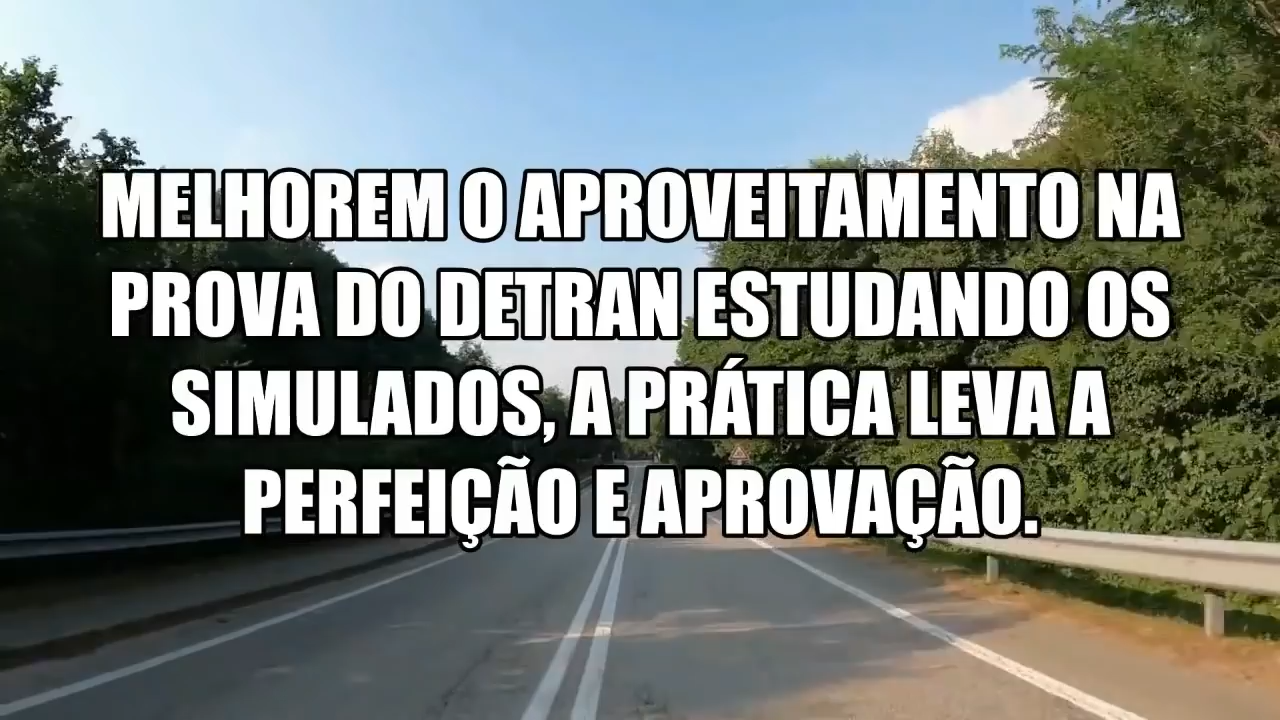 MELHOREM O APROVEITAMENTO NA
PROVA DO DETRAN ESTUDANDO OS
SIMULADOS, A PRÁTICA LEVA A
PERFEIÇÃO E APROVAÇÃO.